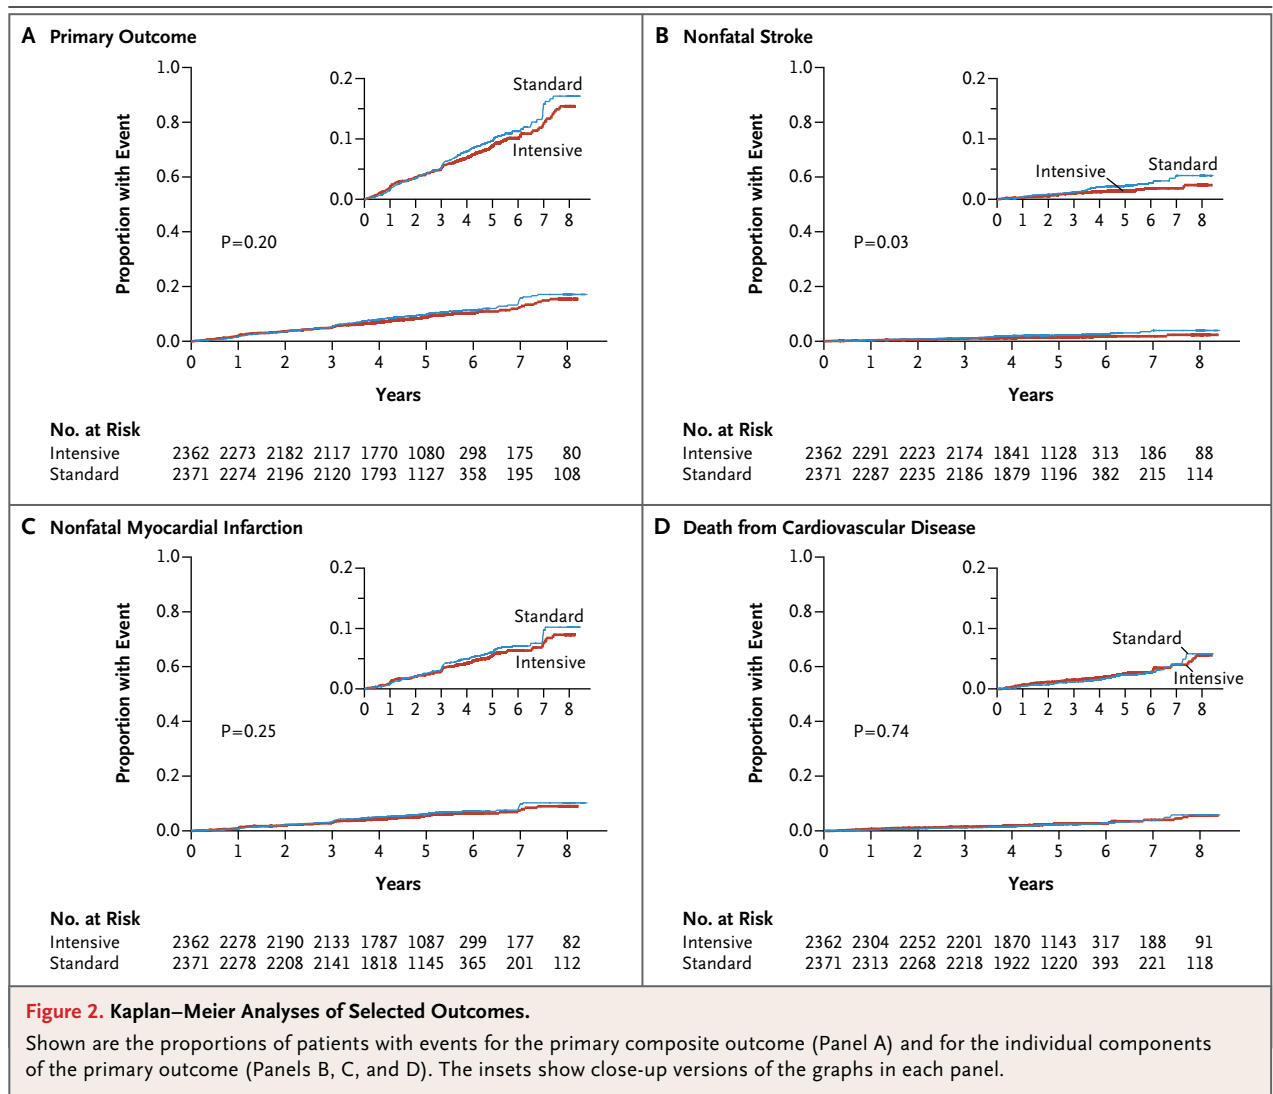 A Primary Outcome
1.0
0.8
0.6
0.4
0.2
0.0
Proportion with Event
0 1 2 3 4 5 6 7 8
Years
P=0.20
0.2
0.1
0.0
0 1 2 3 4 5 6 7 8
Standard
Intensive
No. at Risk
Intensive 2362 2273 2182 2117 1770 1080 298 175 80
Standard 2371 2274 2196 2120 1793 1127 358 195 108
B Nonfatal Stroke
1.0
0.8
0.6
0.4
0.2
0.0
Proportion with Event
0 1 2 3 4 5 6 7 8
Years
P=0.03
0.2
0.1
0.0
0 1 2 3 4 5 6 7 8
Standard
Intensive
No. at Risk
Intensive 2362 2291 2223 2174 1841 1128 313 186 88
Standard 2371 2287 2235 2186 1879 1196 382 215 114
C Nonfatal Myocardial Infarction
1.0
0.8
0.6
0.4
0.2
0.0
Proportion with Event
0 1 2 3 4 5 6 7 8
Years
P=0.25
0.2
0.1
0.0
0 1 2 3 4 5 6 7 8
Standard
Intensive
No. at Risk
Intensive 2362 2278 2190 2133 1787 1087 299 177 82
Standard 2371 2278 2208 2141 1818 1145 365 201 112
D Death from Cardiovascular Disease
1.0
0.8
0.6
0.4
0.2
0.0
Proportion with Event
0 1 2 3 4 5 6 7 8
Years
P=0.74
0.2
0.1
0.0
0 1 2 3 4 5 6 7 8
Standard
Intensive
No. at Risk
Intensive 2362 2304 2252 2201 1870 1143 317 188 91
Standard 2371 2313 2268 2218 1922 1220 393 221 118
Figure 2. Kaplan–Meier Analyses of Selected Outcomes.
Shown are the proportions of patients with events for the primary composite outcome (Panel A) and for the individual components
of the primary outcome (Panels B, C, and D). The insets show close-up versions of the graphs in each panel.